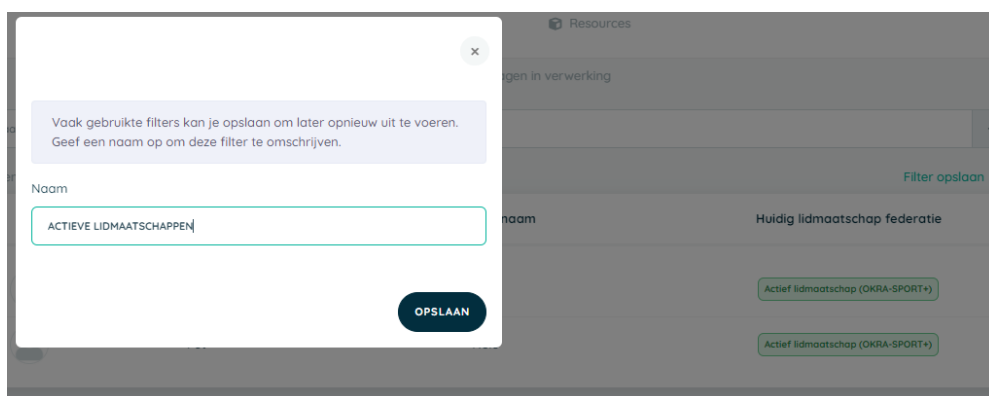 Resources
×
gen in verwerking
Vaak gebruikte filters kan je opslaan om later opnieuw uit te voeren.
Geef een naam op om deze filter te omschrijven.
Filter opslaan
Naam
naam Huidig lidmaatschap federatie
ACTIEVE LIDMAATSCHAPPEN
Actief lidmaatschap (OKRA-SPORT+)
OPSLAAN
Actief lidmaatschap (OKRA-SPORT+)